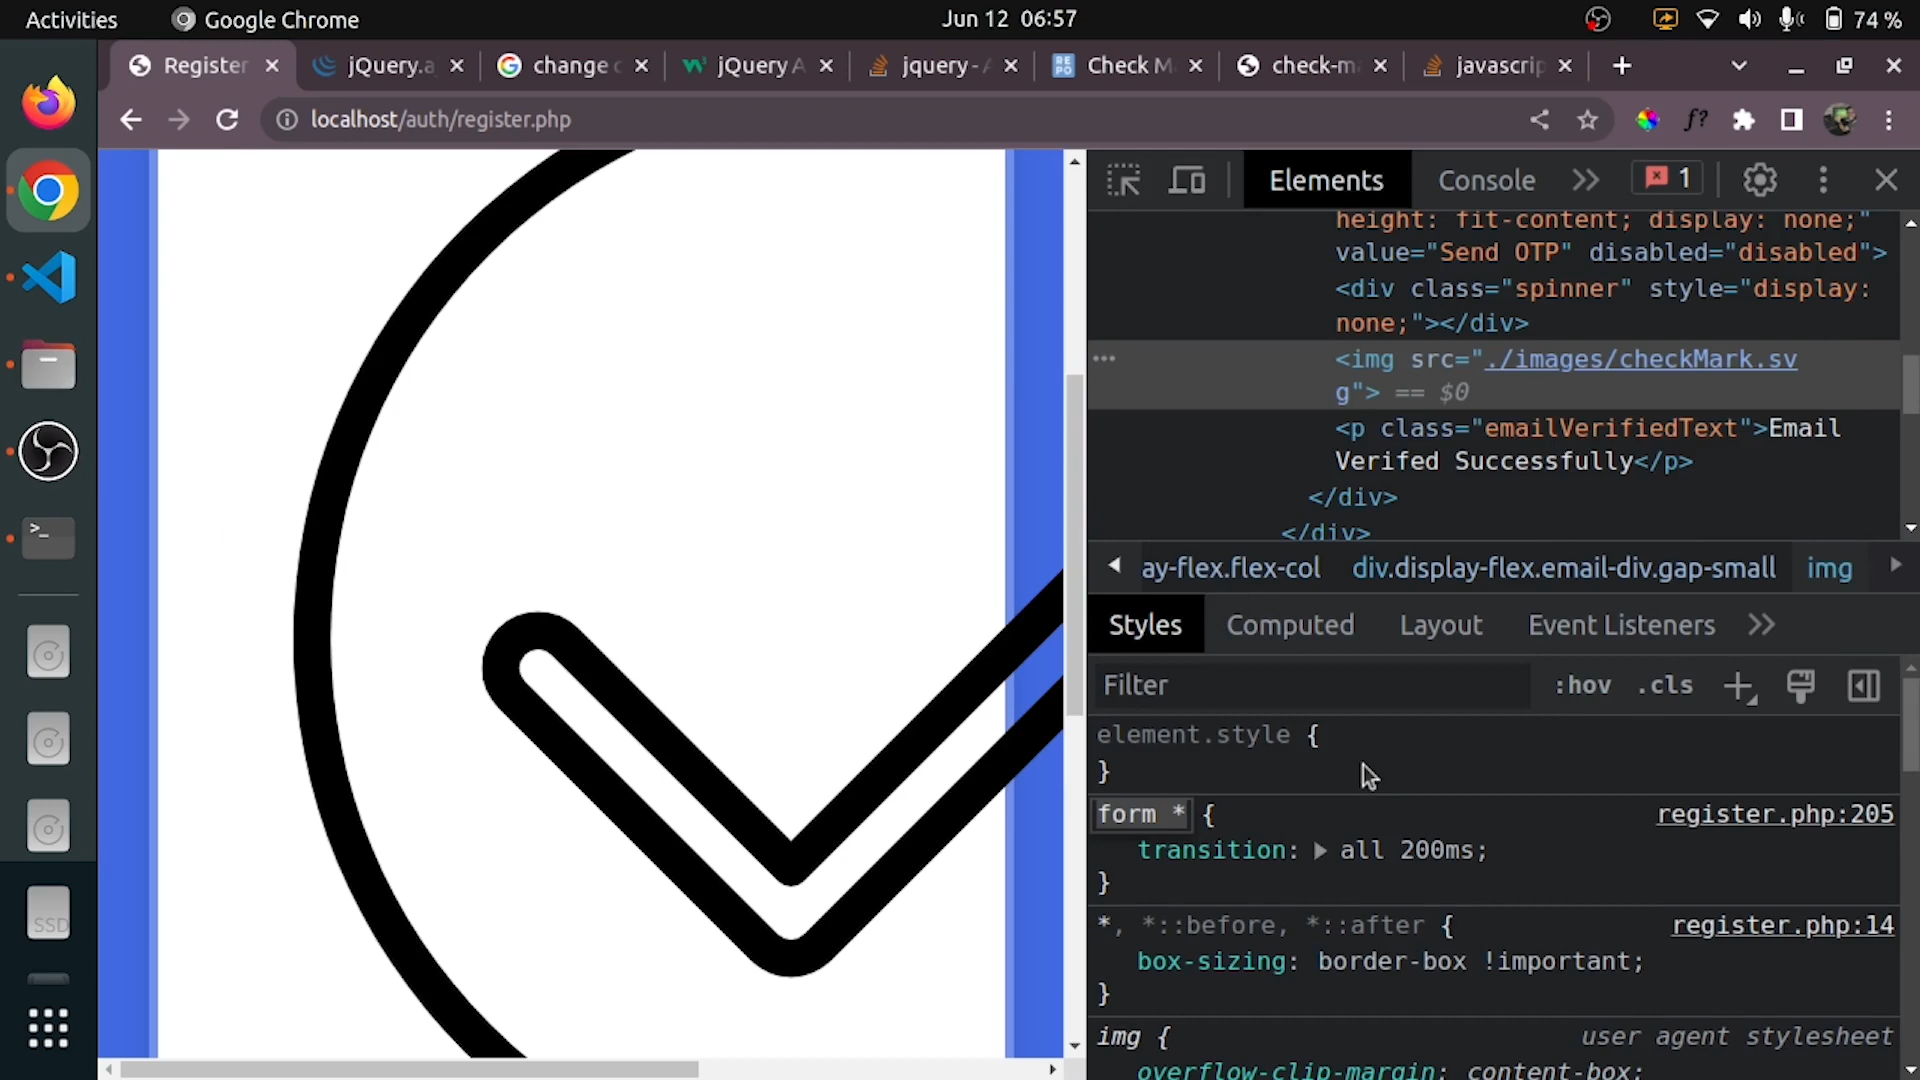 Activities
Google Chrome
Jun 12 06:57
74 %
Register
jQuery.a
change c
jQuery A
jquery - A
Check M
check-ma
javascrip
localhost/auth/register.php
f?
Elements
Console
1
height: fit-content; display: none;"
value="Send OTP" disabled="disabled">
<div class="spinner" style="display:
none;"></div>
<img src="./images/checkMark.sv
g"> == $0
<p class="emailVerifiedText">Email
Verifed Successfully</p>
</div>
</div>
ay-flex.flex-col
div.display-flex.email-div.gap-small
img
Styles
Computed
Layout
Event Listeners
Filter
:hov
.cls
element.style {
}
form * {
register.php:205
transition: all 200ms;
}
*, *::before, *::after {
register.php:14
box-sizing: border-box !important;
}
img {
user agent stylesheet
overflow-clip-margin: content-box;
SSD